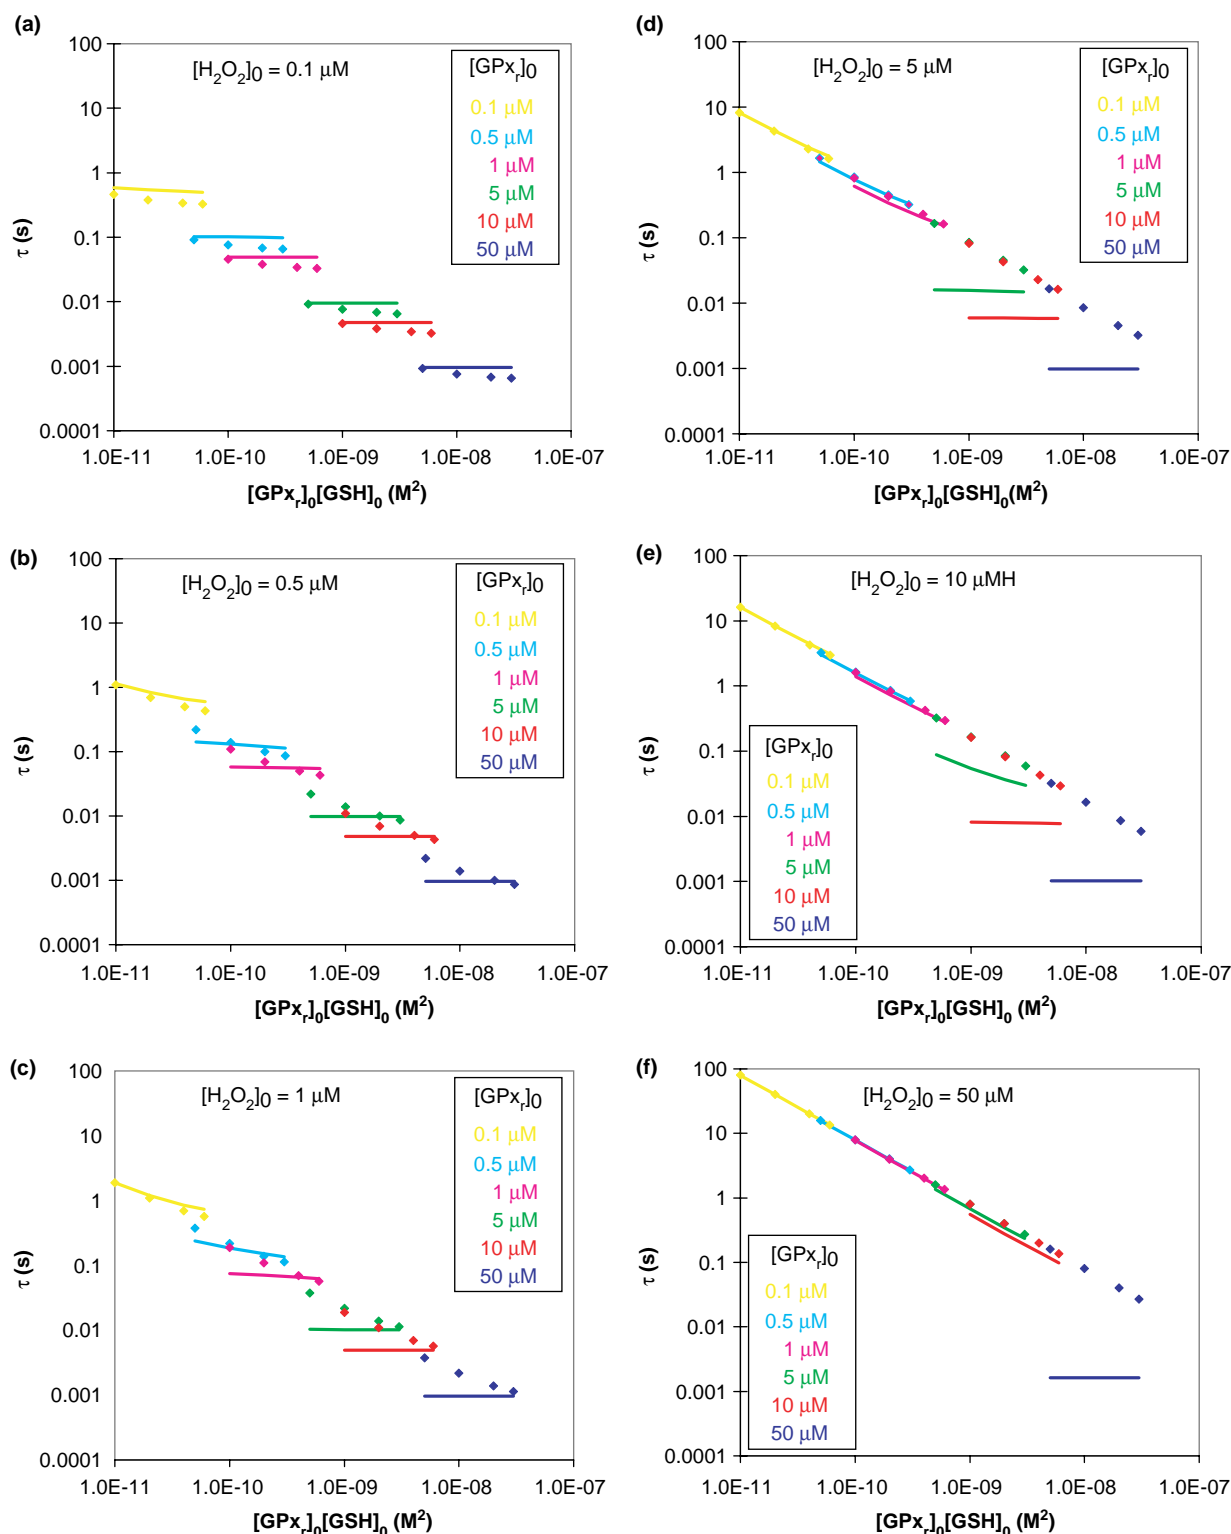 (a)
[H₂O₂]₀ = 0.1 μM
[GPxᵣ]₀
0.1 μM
0.5 μM
1 μM
5 μM
10 μM
50 μM
100
10
1
0.1
0.01
0.001
0.0001
τ (s)
1.0E-11 1.0E-10 1.0E-09 1.0E-08 1.0E-07
[GPxᵣ]₀[GSH]₀ (M²)
(b)
[H₂O₂]₀ = 0.5 μM
[GPxᵣ]₀
0.1 μM
0.5 μM
1 μM
5 μM
10 μM
50 μM
100
10
1
0.1
0.01
0.001
0.0001
τ (s)
1.0E-11 1.0E-10 1.0E-09 1.0E-08 1.0E-07
[GPxᵣ]₀[GSH]₀ (M²)
(c)
[H₂O₂]₀ = 1 μM
[GPxᵣ]₀
0.1 μM
0.5 μM
1 μM
5 μM
10 μM
50 μM
100
10
1
0.1
0.01
0.001
0.0001
τ (s)
1.0E-11 1.0E-10 1.0E-09 1.0E-08 1.0E-07
[GPxᵣ]₀[GSH]₀ (M²)
(d)
[H₂O₂]₀ = 5 μM
[GPxᵣ]₀
0.1 μM
0.5 μM
1 μM
5 μM
10 μM
50 μM
100
10
1
0.1
0.01
0.001
0.0001
τ (s)
1.0E-11 1.0E-10 1.0E-09 1.0E-08 1.0E-07
[GPxᵣ]₀[GSH]₀(M²)
(e)
[H₂O₂]₀ = 10 μMH
[GPxᵣ]₀
0.1 μM
0.5 μM
1 μM
5 μM
10 μM
50 μM
100
10
1
0.1
0.01
0.001
0.0001
τ (s)
1.0E-11 1.0E-10 1.0E-09 1.0E-08 1.0E-07
[GPxᵣ]₀[GSH]₀ (M²)
(f)
[H₂O₂]₀ = 50 μM
[GPxᵣ]₀
0.1 μM
0.5 μM
1 μM
5 μM
10 μM
50 μM
100
10
1
0.1
0.01
0.001
0.0001
τ (s)
1.0E-11 1.0E-10 1.0E-09 1.0E-08 1.0E-07
[GPxᵣ]₀[GSH]₀ (M²)